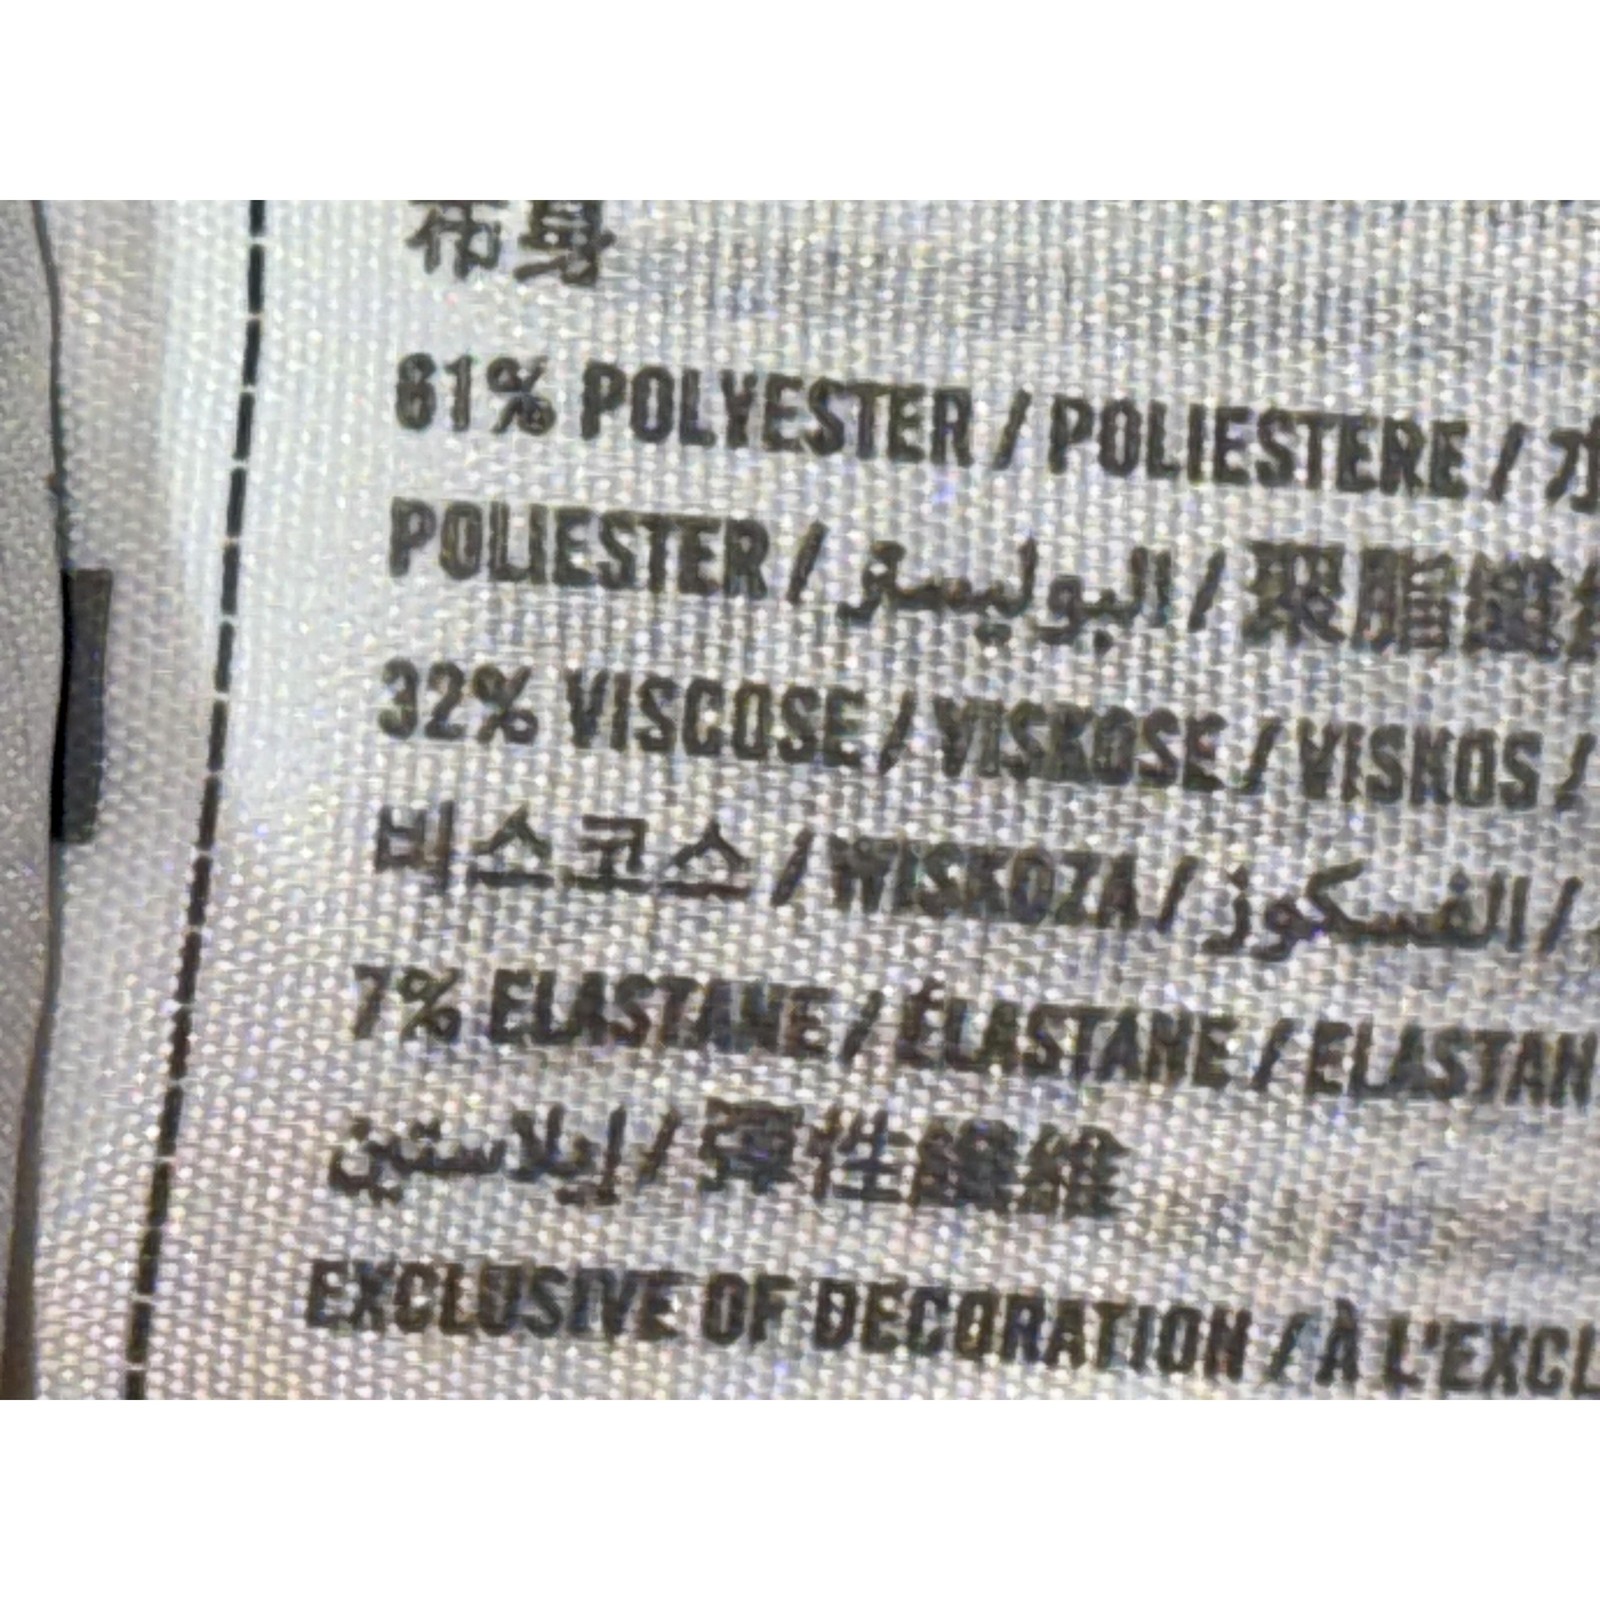 布身
61% POLYESTER / POLIESTERE /
POLIESTER / البوليستر / 聚脂纖
32% VISCOSE / VISKOSE / VISKOS /
비스코스 / WISKOZA / الفسكوز /
7% ELASTANE / ÉLASTANE / ELASTAN
إيلاستين / 彈性纖維
EXCLUSIVE OF DECORATION / À L'EXCL